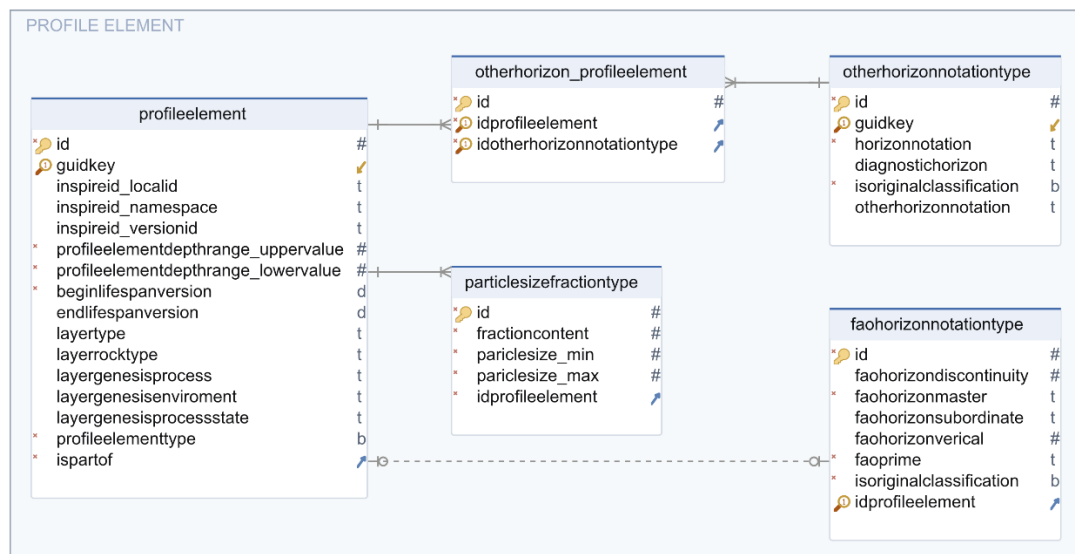 PROFILE ELEMENT
profileelement
id #
guidkey
inspireid_localid t
inspireid_namespace t
inspireid_versionid t
profileelementdepthrange_uppervalue #
profileelementdepthrange_lowervalue #
beginlifespanversion d
endlifespanversion d
layertype t
layerrocktype t
layergenesisprocess t
layergenesisenviroment t
layergenesisprocessstate t
profileelementtype b
ispartof
otherhorizon_profileelement
id #
idprofileelement
idotherhorizonnotationtype
particlesizefractiontype
id #
fractioncontent #
pariclesize_min #
pariclesize_max #
idprofileelement
otherhorizonnotationtype
id #
guidkey
horizonnotation t
diagnostichorizon t
isoriginalclassification b
otherhorizonnotation t
faohorizonnotationtype
id #
faohorizondiscontinuity #
faohorizonmaster t
faohorizonsubordinate t
faohorizonverical #
faoprime t
isoriginalclassification b
idprofileelement